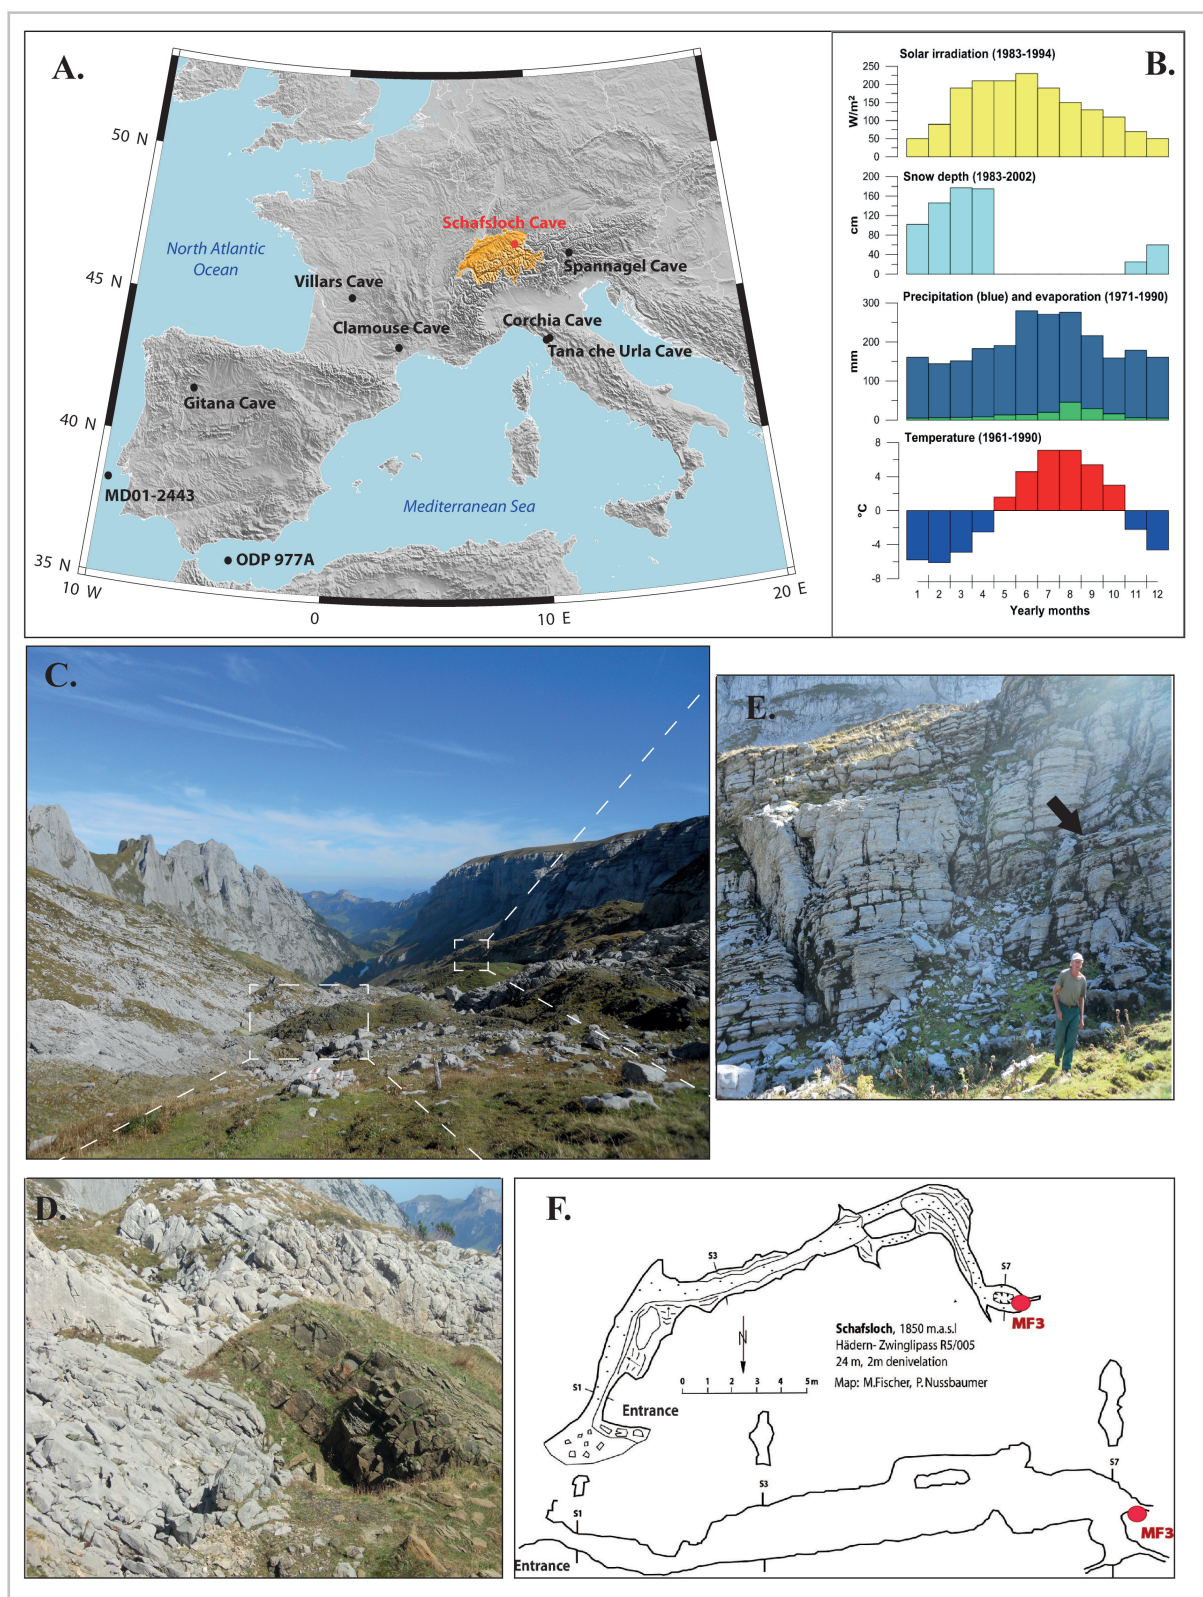 A.
50 N
45 N
40 N
35 N
10 W
0
10 E
20 E
North Atlantic
Ocean
Schafsloch Cave
Spannagel Cave
Villars Cave
Clamouse Cave
Corchia Cave
Tana che Urla Cave
Gitana Cave
MD01-2443
Mediterranean Sea
ODP 977A
B.
Solar irradiation (1983-1994)
W/m²
250
200
150
100
50
0
Snow depth (1983-2002)
cm
200
160
120
80
40
0
Precipitation (blue) and evaporation (1971-1990)
mm
300
200
100
0
Temperature (1961-1990)
°C
8
4
0
-4
-8
1 2 3 4 5 6 7 8 9 10 11 12
Yearly months
C.
E.
D.
F.
S3
S7
MF3
S1
N
Schafsloch, 1850 m.a.s.l
Hädern- Zwinglipass R5/005
24 m, 2m denivelation
Map: M.Fischer, P.Nussbaumer
0 1 2 3 4 5m
Entrance
S1
S3
S7
MF3
Entrance